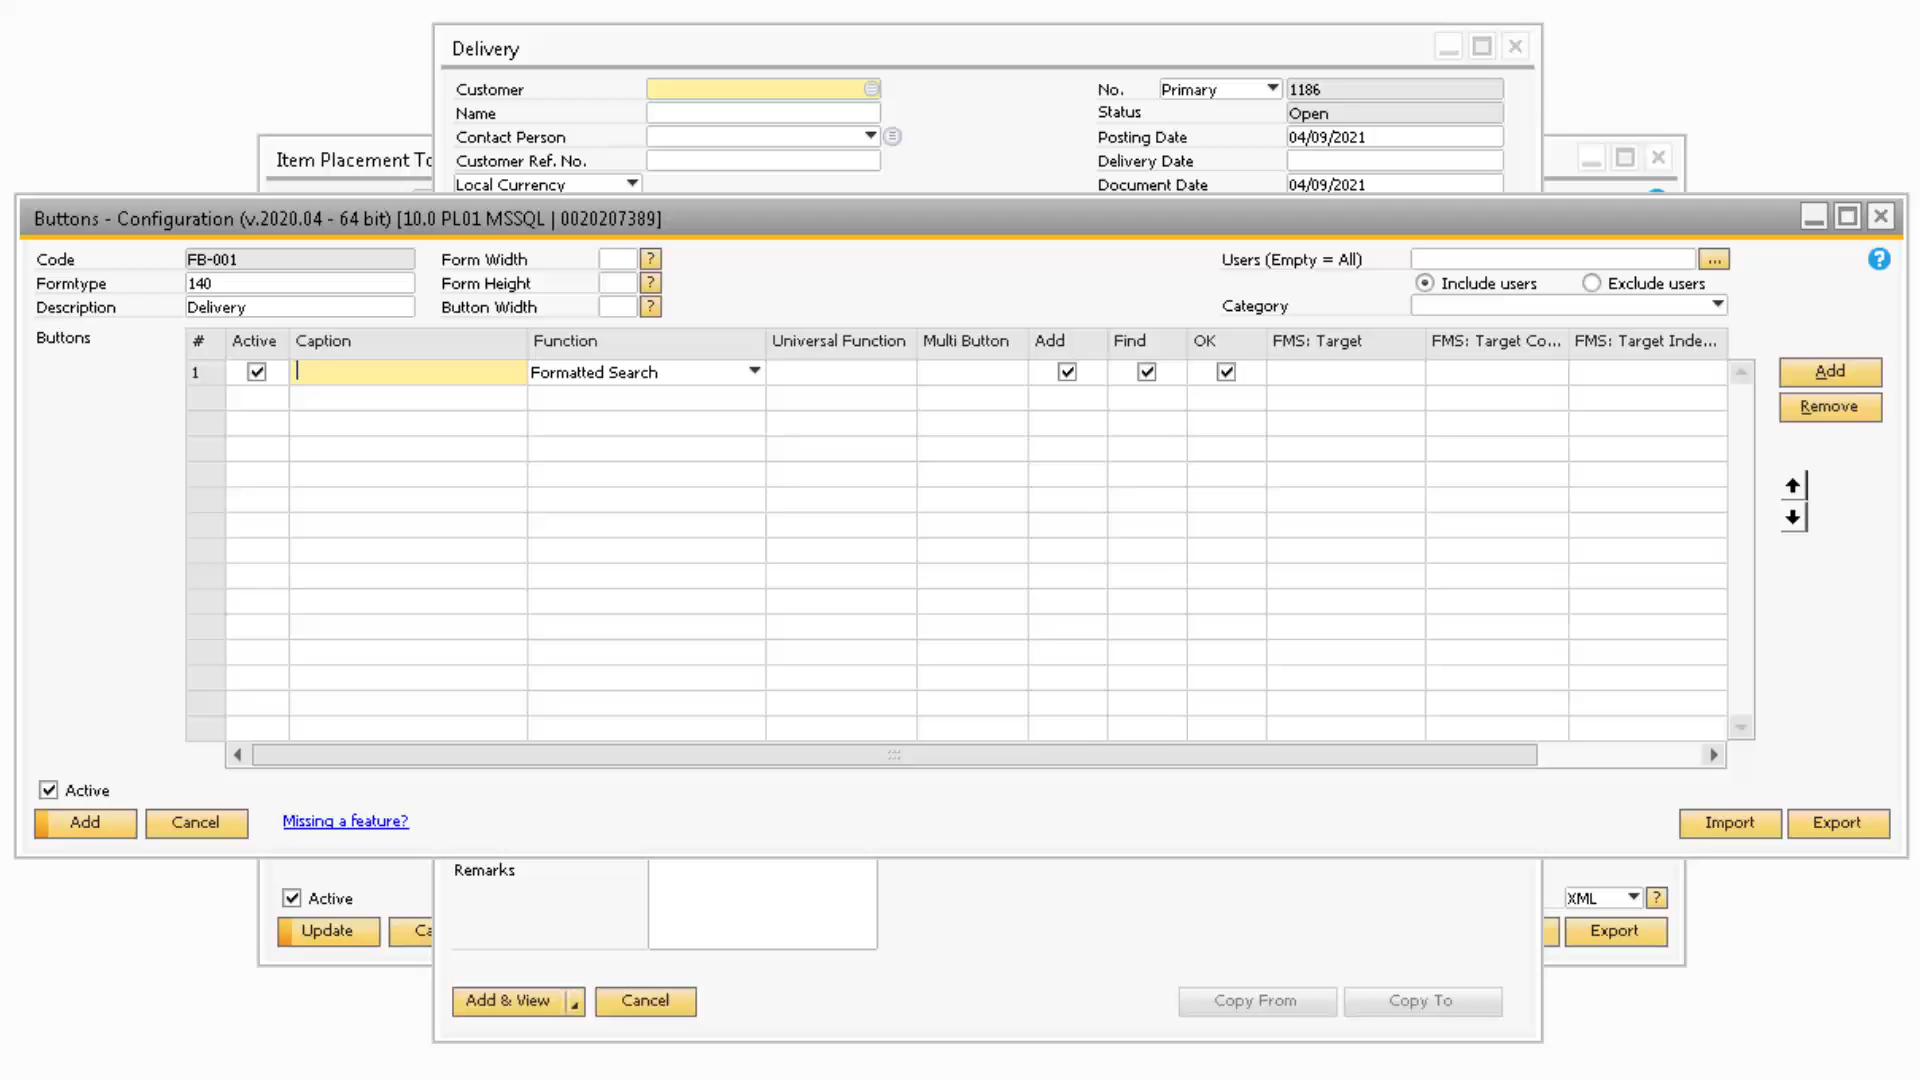 Delivery
Customer
No. Primary 1186
Name
Status Open
Contact Person
Posting Date 04/09/2021
Customer Ref. No.
Delivery Date
Local Currency
Document Date 04/09/2021
Item Placement To
Buttons - Configuration (v.2020.04 - 64 bit) [10.0 PL01 MSSQL | 0020207389]
Code FB-001 Form Width ? Users (Empty = All) ... ?
Formtype 140 Form Height ? Include users Exclude users
Description Delivery Button Width ? Category
Buttons # Active Caption Function Universal Function Multi Button Add Find OK FMS: Target FMS: Target Co... FMS: Target Inde...
1 Formatted Search Add
Remove
Active
Add Cancel Missing a feature? Import Export
Remarks
Active XML ?
Update Ca Export
Add & View Cancel Copy From Copy To